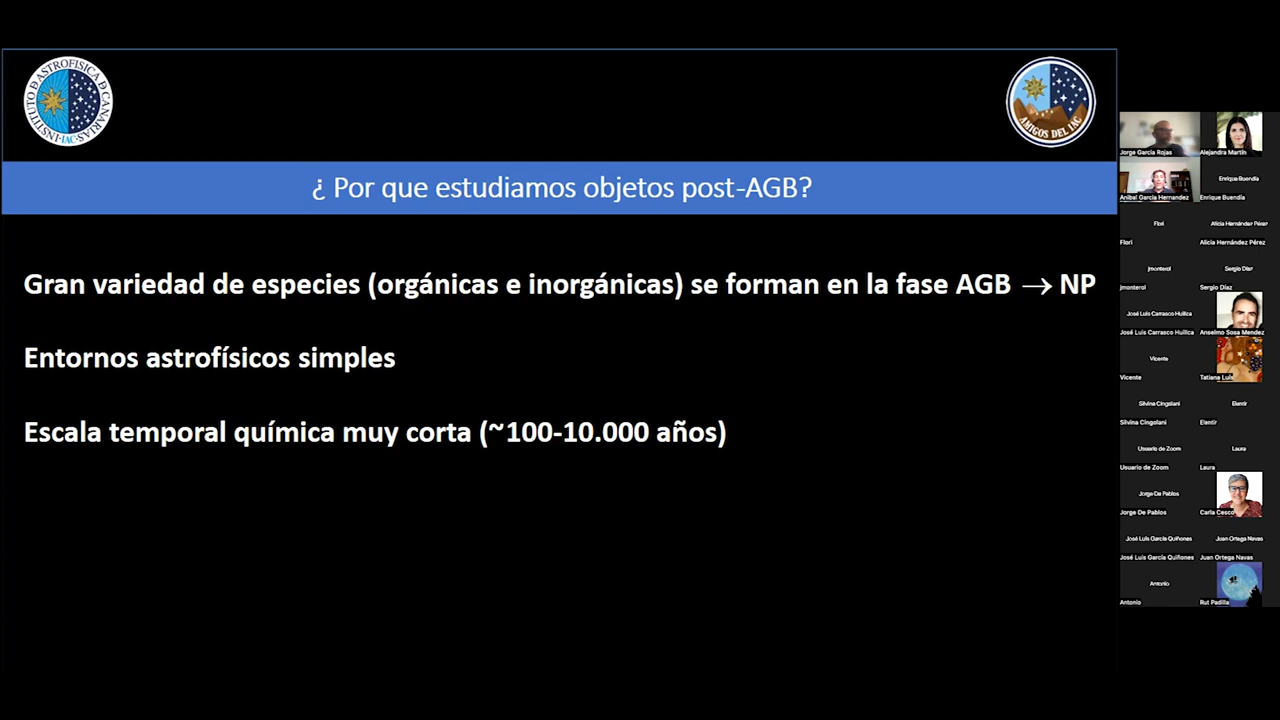 INSTITUTO DE ASTROFISICA DE CANARIAS
·IAC·
AMIGOS DEL IAC
¿ Por que estudiamos objetos post-AGB?
Gran variedad de especies (orgánicas e inorgánicas) se forman en la fase AGB → NP
Entornos astrofísicos simples
Escala temporal química muy corta (~100-10.000 años)
Jorge García Rojas
Alejandra Martín
Anibal García Hernandez
Enrique Buendía
Enrique Buendía
Flori
Alicia Hernández Pérez
Flori
Alicia Hernández Pérez
jmonterol
Sergio Díaz
jmonterol
Sergio Díaz
José Luis Carrasco Huilica
José Luis Carrasco Huilica
Anselmo Sosa Mendez
Vicente
Vicente
Tatiana Luis
Silvina Cingolani
Elentir
Silvina Cingolani
Elentir
Usuario de Zoom
Laura
Usuario de Zoom
Laura
Jorge De Pablos
Jorge De Pablos
Carla Cesco
José Luis García Quiñones
Juan Ortega Navas
José Luis García Quiñones
Juan Ortega Navas
Antonio
Antonio
Rut Padilla